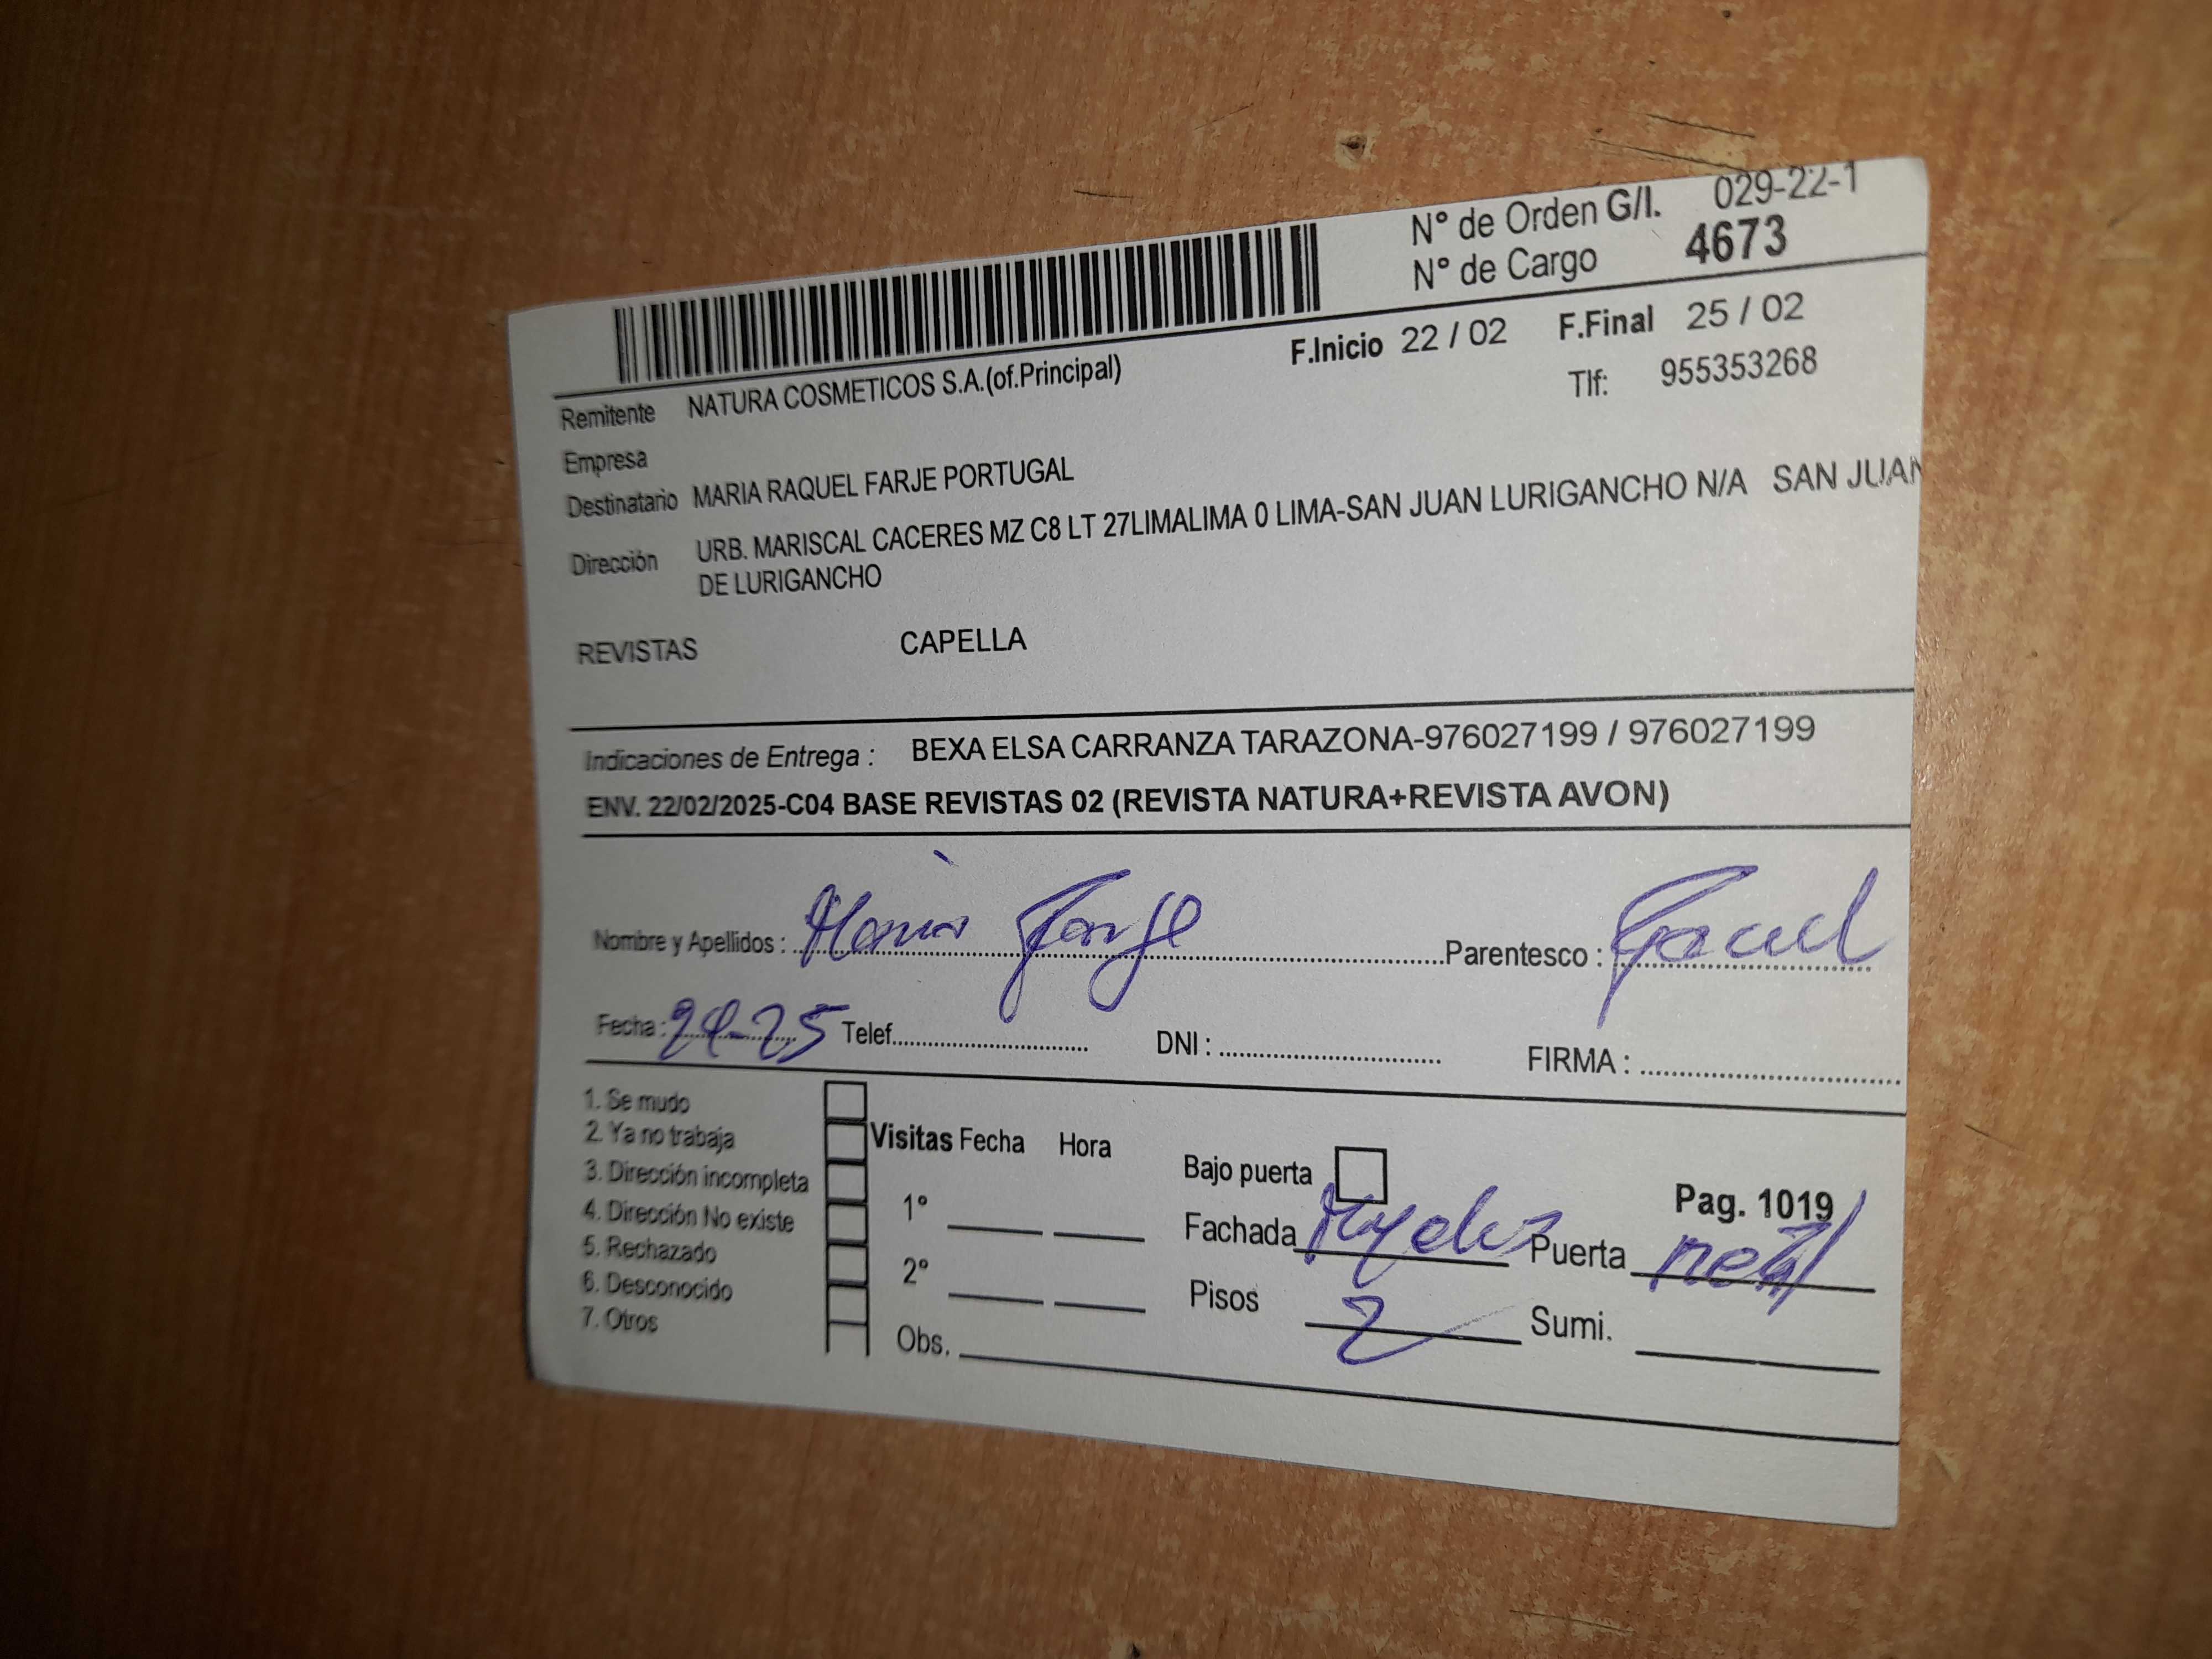 N° de Orden G/I. 029-22-1
N° de Cargo 4673
F.Inicio 22 / 02 F.Final 25 / 02
Remitente NATURA COSMETICOS S.A.(of.Principal) Tlf: 955353268
Empresa
Destinatario MARIA RAQUEL FARJE PORTUGAL
Dirección URB. MARISCAL CACERES MZ C8 LT 27LIMALIMA 0 LIMA-SAN JUAN LURIGANCHO N/A SAN JUAN
DE LURIGANCHO
REVISTAS CAPELLA
Indicaciones de Entrega : BEXA ELSA CARRANZA TARAZONA-976027199 / 976027199
ENV. 22/02/2025-C04 BASE REVISTAS 02 (REVISTA NATURA+REVISTA AVON)
Nombre y Apellidos : María Farje Parentesco :
Fecha : Telef. DNI : FIRMA :
1. Se mudo
2. Ya no trabaja
3. Dirección incompleta
4. Dirección No existe
5. Rechazado
6. Desconocido
7. Otros
Visitas Fecha Hora
1°
2°
Obs.
Bajo puerta
Pag. 1019
Fachada Puerta metal
Pisos 2 Sumi.